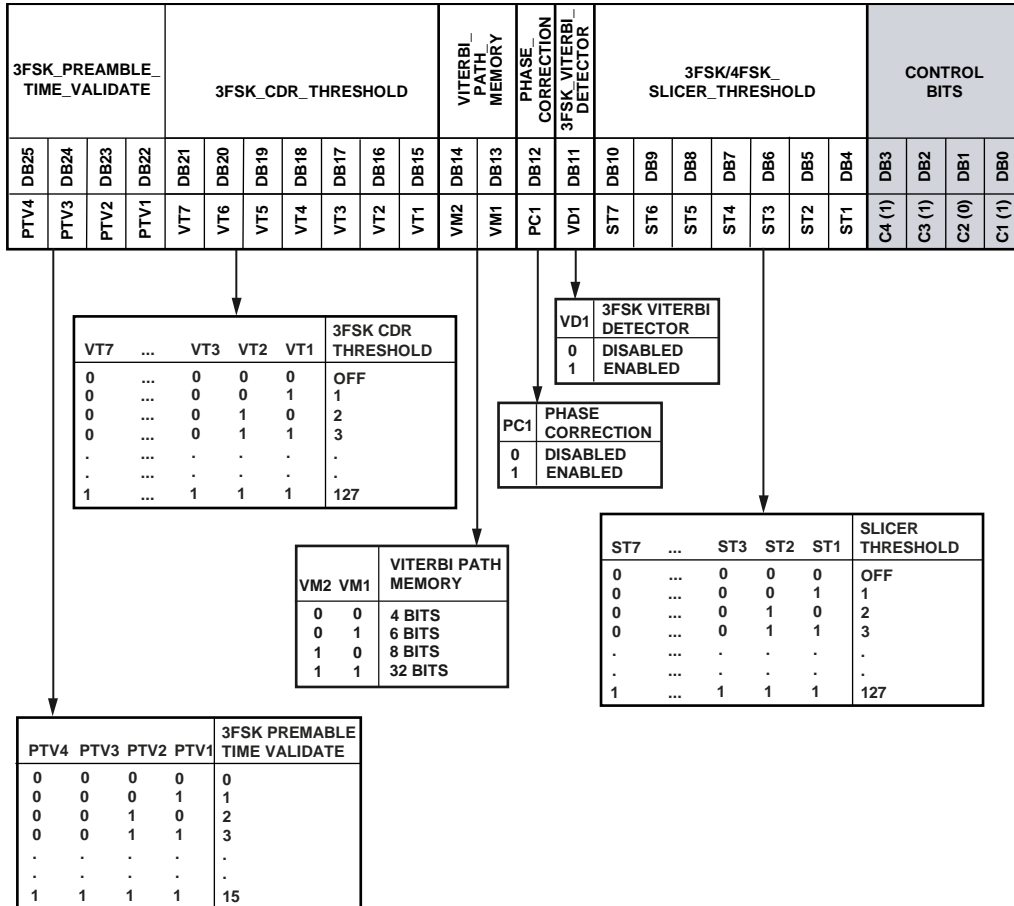 3FSK_PREAMBLE_
TIME_VALIDATE
3FSK_CDR_THRESHOLD
VITERBI_
PATH_
MEMORY
PHASE_
CORRECTION
3FSK_VITERBI_
DETECTOR
3FSK/4FSK_
SLICER_THRESHOLD
CONTROL
BITS
DB25 DB24 DB23 DB22 DB21 DB20 DB19 DB18 DB17 DB16 DB15 DB14 DB13 DB12 DB11 DB10 DB9 DB8 DB7 DB6 DB5 DB4 DB3 DB2 DB1 DB0
PTV4 PTV3 PTV2 PTV1 VT7 VT6 VT5 VT4 VT3 VT2 VT1 VM2 VM1 PC1 VD1 ST7 ST6 ST5 ST4 ST3 ST2 ST1 C4 (1) C3 (1) C2 (0) C1 (1)
VD1 3FSK VITERBI
DETECTOR
0 DISABLED
1 ENABLED
VT7 ... VT3 VT2 VT1 3FSK CDR
THRESHOLD
0 ... 0 0 0 OFF
0 ... 0 0 1 1
0 ... 0 1 0 2
0 ... 0 1 1 3
. ... . . . .
. ... . . . .
1 ... 1 1 1 127
PC1 PHASE
CORRECTION
0 DISABLED
1 ENABLED
ST7 ... ST3 ST2 ST1 SLICER
THRESHOLD
0 ... 0 0 0 OFF
0 ... 0 0 1 1
0 ... 0 1 0 2
0 ... 0 1 1 3
. ... . . . .
. ... . . . .
1 ... 1 1 1 127
VM2 VM1 VITERBI PATH
MEMORY
0 0 4 BITS
0 1 6 BITS
1 0 8 BITS
1 1 32 BITS
PTV4 PTV3 PTV2 PTV1 3FSK PREMABLE
TIME VALIDATE
0 0 0 0 0
0 0 0 1 1
0 0 1 0 2
0 0 1 1 3
. . . . .
. . . . .
1 1 1 1 15